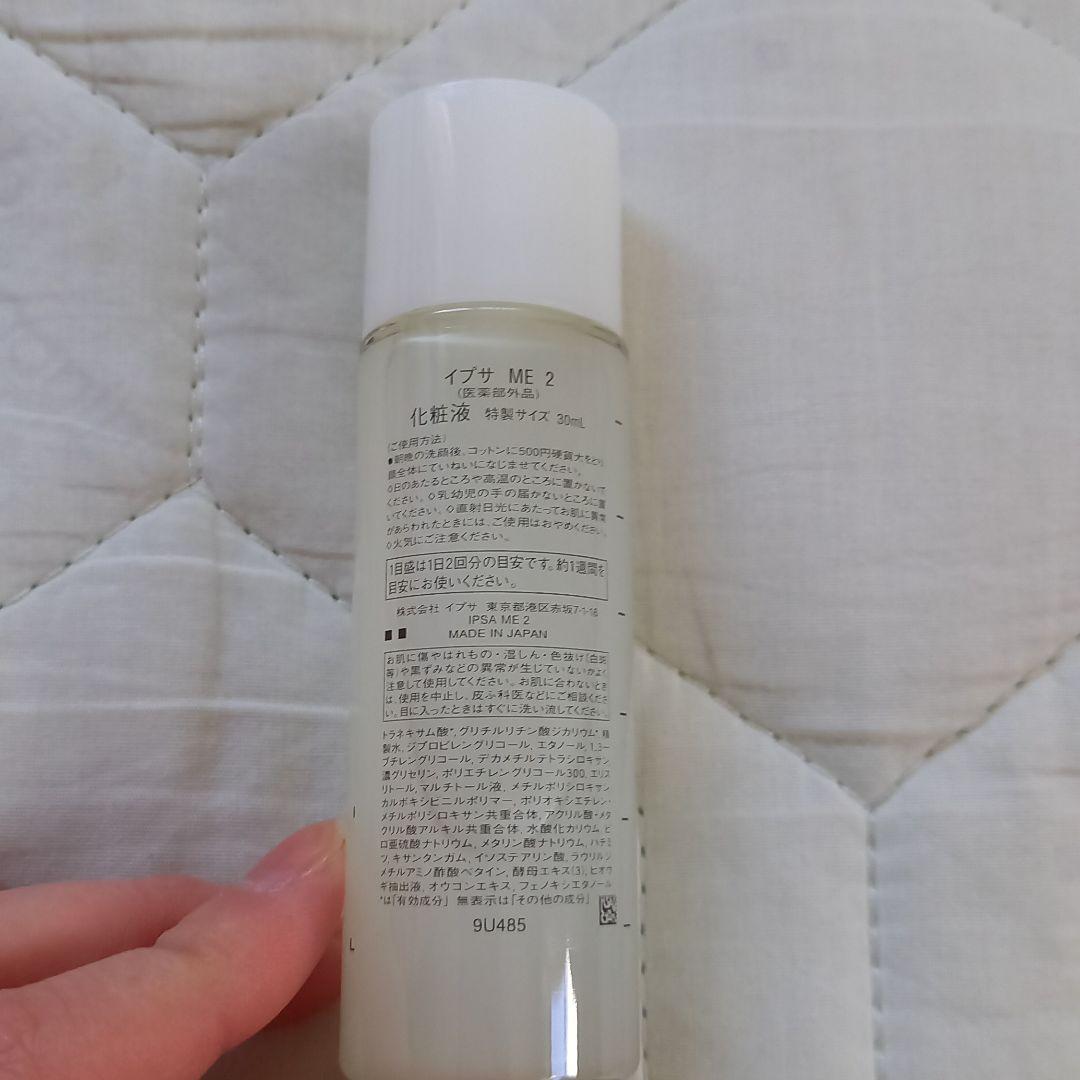 イプサ ME 2
(医薬部外品)
化粧液 特製サイズ 30mL
〈ご使用方法〉
●朝晩の洗顔後、コットンに500円硬貨大をとり、
顔全体にていねいになじませてください。
◇日のあたるところや高温のところに置かないで
ください。◇乳幼児の手の届かないところに置
いてください。◇直射日光にあたってお肌に異常
があらわれたときには、ご使用はおやめください。
◇火気にご注意ください。
1目盛は1日2回分の目安です。約1週間を
目安にお使いください。
株式会社 イプサ 東京都港区赤坂7-1-16
IPSA ME 2
MADE IN JAPAN
お肌に傷やはれもの・湿しん・色抜け(白斑
等)や黒ずみなどの異常が生じていないかよく
注意して使用してください。お肌に合わないとき
は、使用を中止し、皮ふ科医などにご相談くださ
い。目に入ったときはすぐに洗い流してください。
トラネキサム酸*, グリチルリチン酸ジカリウム*, 精
製水, ジプロピレングリコール, エタノール, 1,3-
ブチレングリコール, デカメチルテトラシロキサン
濃グリセリン, ポリエチレングリコール300, エリス
リトール, マルチトール液, メチルポリシロキサン
カルボキシビニルポリマー, ポリオキシエチレン・
メチルポリシロキサン共重合体, アクリル酸・メタ
クリル酸アルキル共重合体, 水酸化カリウム, ピ
ロ亜硫酸ナトリウム, メタリン酸ナトリウム, ハチミ
ツ, キサンタンガム, イソステアリン酸, ラウリルジ
メチルアミノ酢酸ベタイン, 酵母エキス(3), ヒオウ
ギ抽出液, オウゴンエキス, フェノキシエタノール
*は「有効成分」 無表示は「その他の成分」
9U485